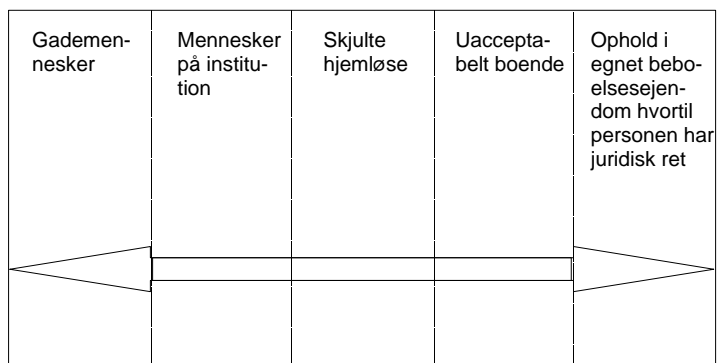 Gademen-
nesker
Mennesker
på institu-
tion
Skjulte
hjemløse
Uaccepta-
belt boende
Ophold i
egnet bebo-
elsesejen-
dom hvortil
personen har
juridisk ret